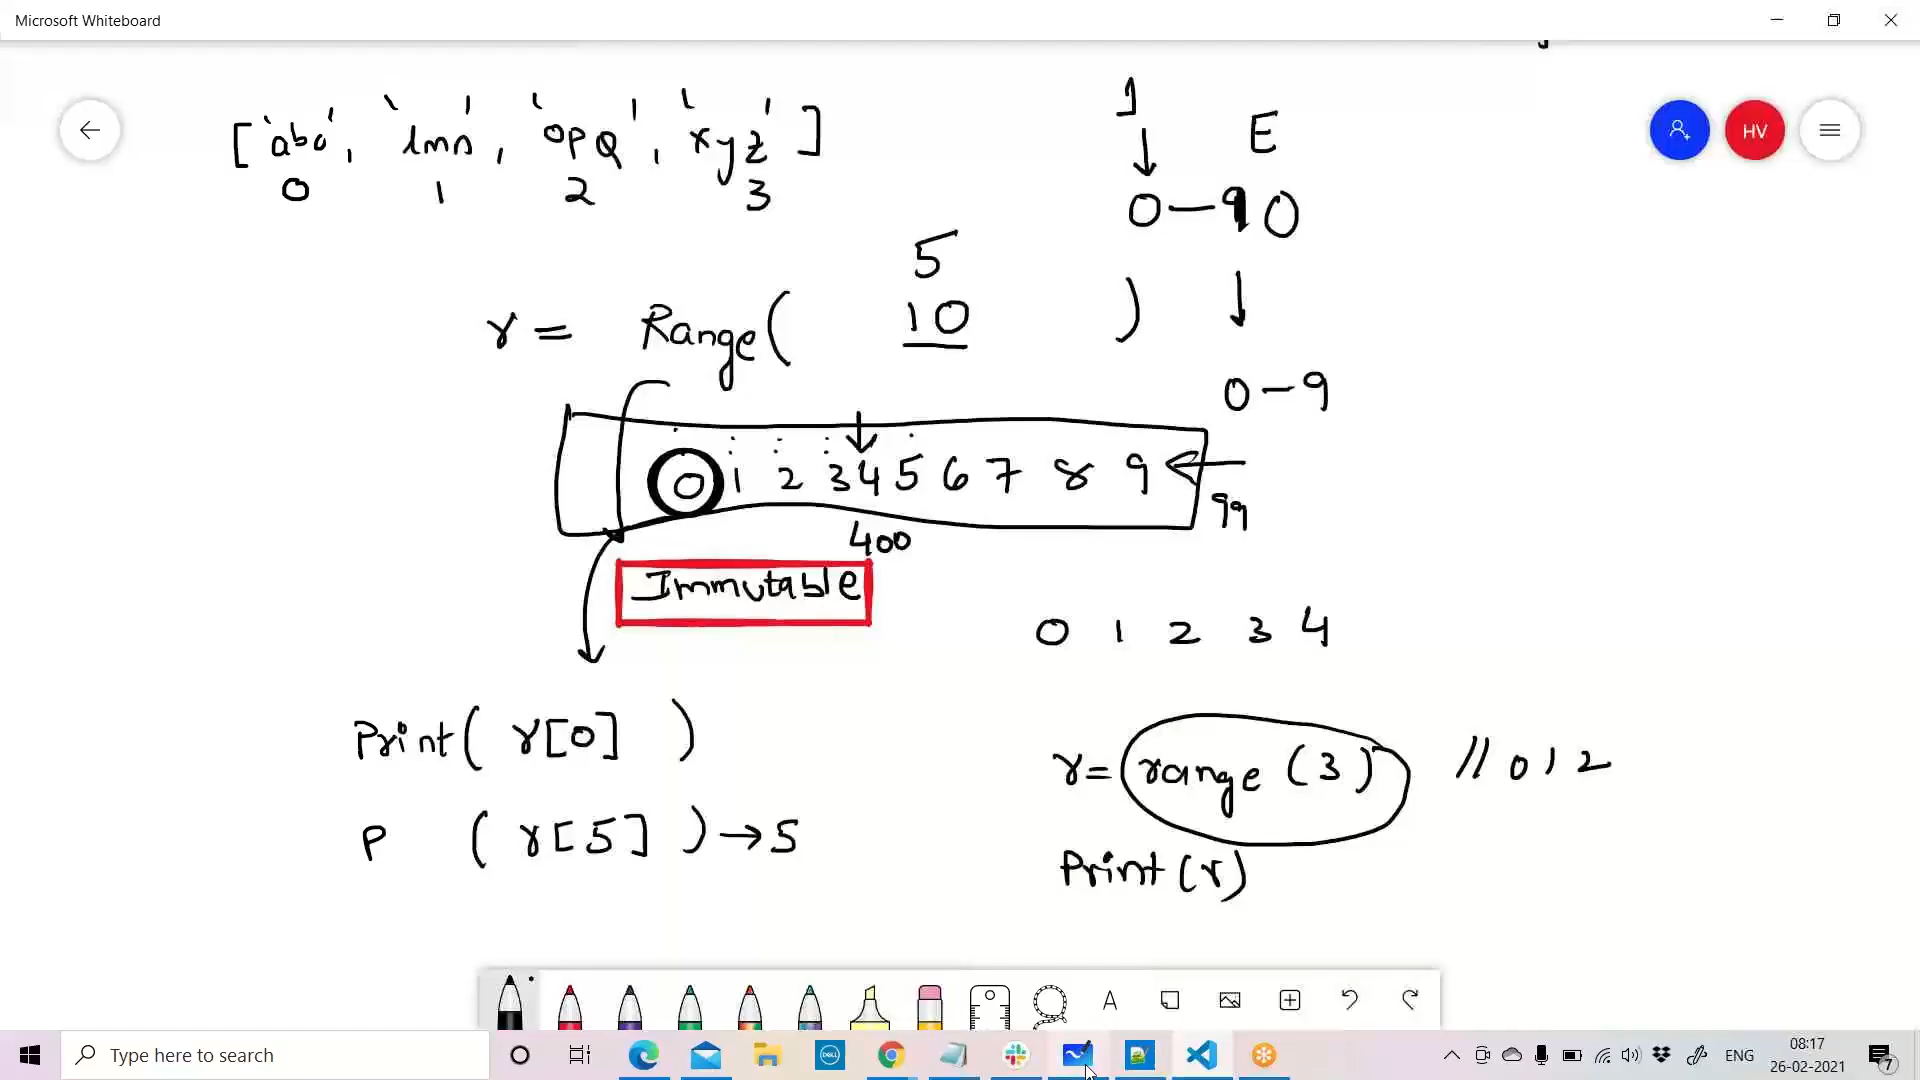 Microsoft Whiteboard
HV
['abc', 'lmn', 'opQ', 'xyz']
0 1 2 3
I E
0-90
5
r = Range( 10 )
0-9
0 1 2 3 4 5 6 7 8 9
99
400
Immutable
0 1 2 3 4
Print( r[0] )
P ( r[5] ) → 5
r= range (3) // 0 1 2
Print(r)
A
Type here to search
DELL
ENG
08:17
26-02-2021
7